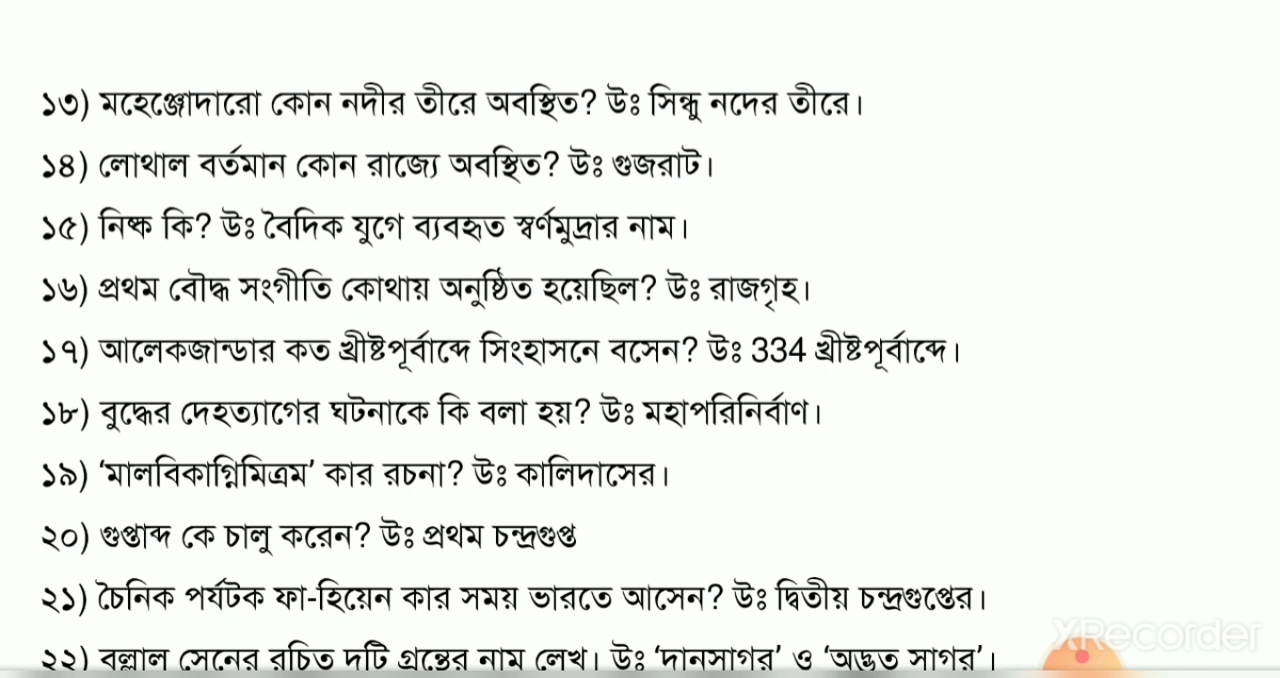 ১৩) মহেঞ্জোদারো কোন নদীর তীরে অবস্থিত? উঃ সিন্ধু নদের তীরে।
১৪) লোথাল বর্তমান কোন রাজ্যে অবস্থিত? উঃ গুজরাট।
১৫) নিষ্ক কি? উঃ বৈদিক যুগে ব্যবহৃত স্বর্ণমুদ্রার নাম।
১৬) প্রথম বৌদ্ধ সংগীতি কোথায় অনুষ্ঠিত হয়েছিল? উঃ রাজগৃহ।
১৭) আলেকজান্ডার কত খ্রীষ্টপূর্বাব্দে সিংহাসনে বসেন? উঃ 334 খ্রীষ্টপূর্বাব্দে।
১৮) বুদ্ধের দেহত্যাগের ঘটনাকে কি বলা হয়? উঃ মহাপরিনির্বাণ।
১৯) ‘মালবিকাগ্নিমিত্রম’ কার রচনা? উঃ কালিদাসের।
২০) গুপ্তাব্দ কে চালু করেন? উঃ প্রথম চন্দ্রগুপ্ত
২১) চৈনিক পর্যটক ফা-হিয়েন কার সময় ভারতে আসেন? উঃ দ্বিতীয় চন্দ্রগুপ্তের।
২২) বল্লাল সেনের রচিত দুটি গ্রন্থের নাম লেখ। উঃ ‘দানসাগর’ ও ‘অদ্ভুত সাগর’।
XRecorder